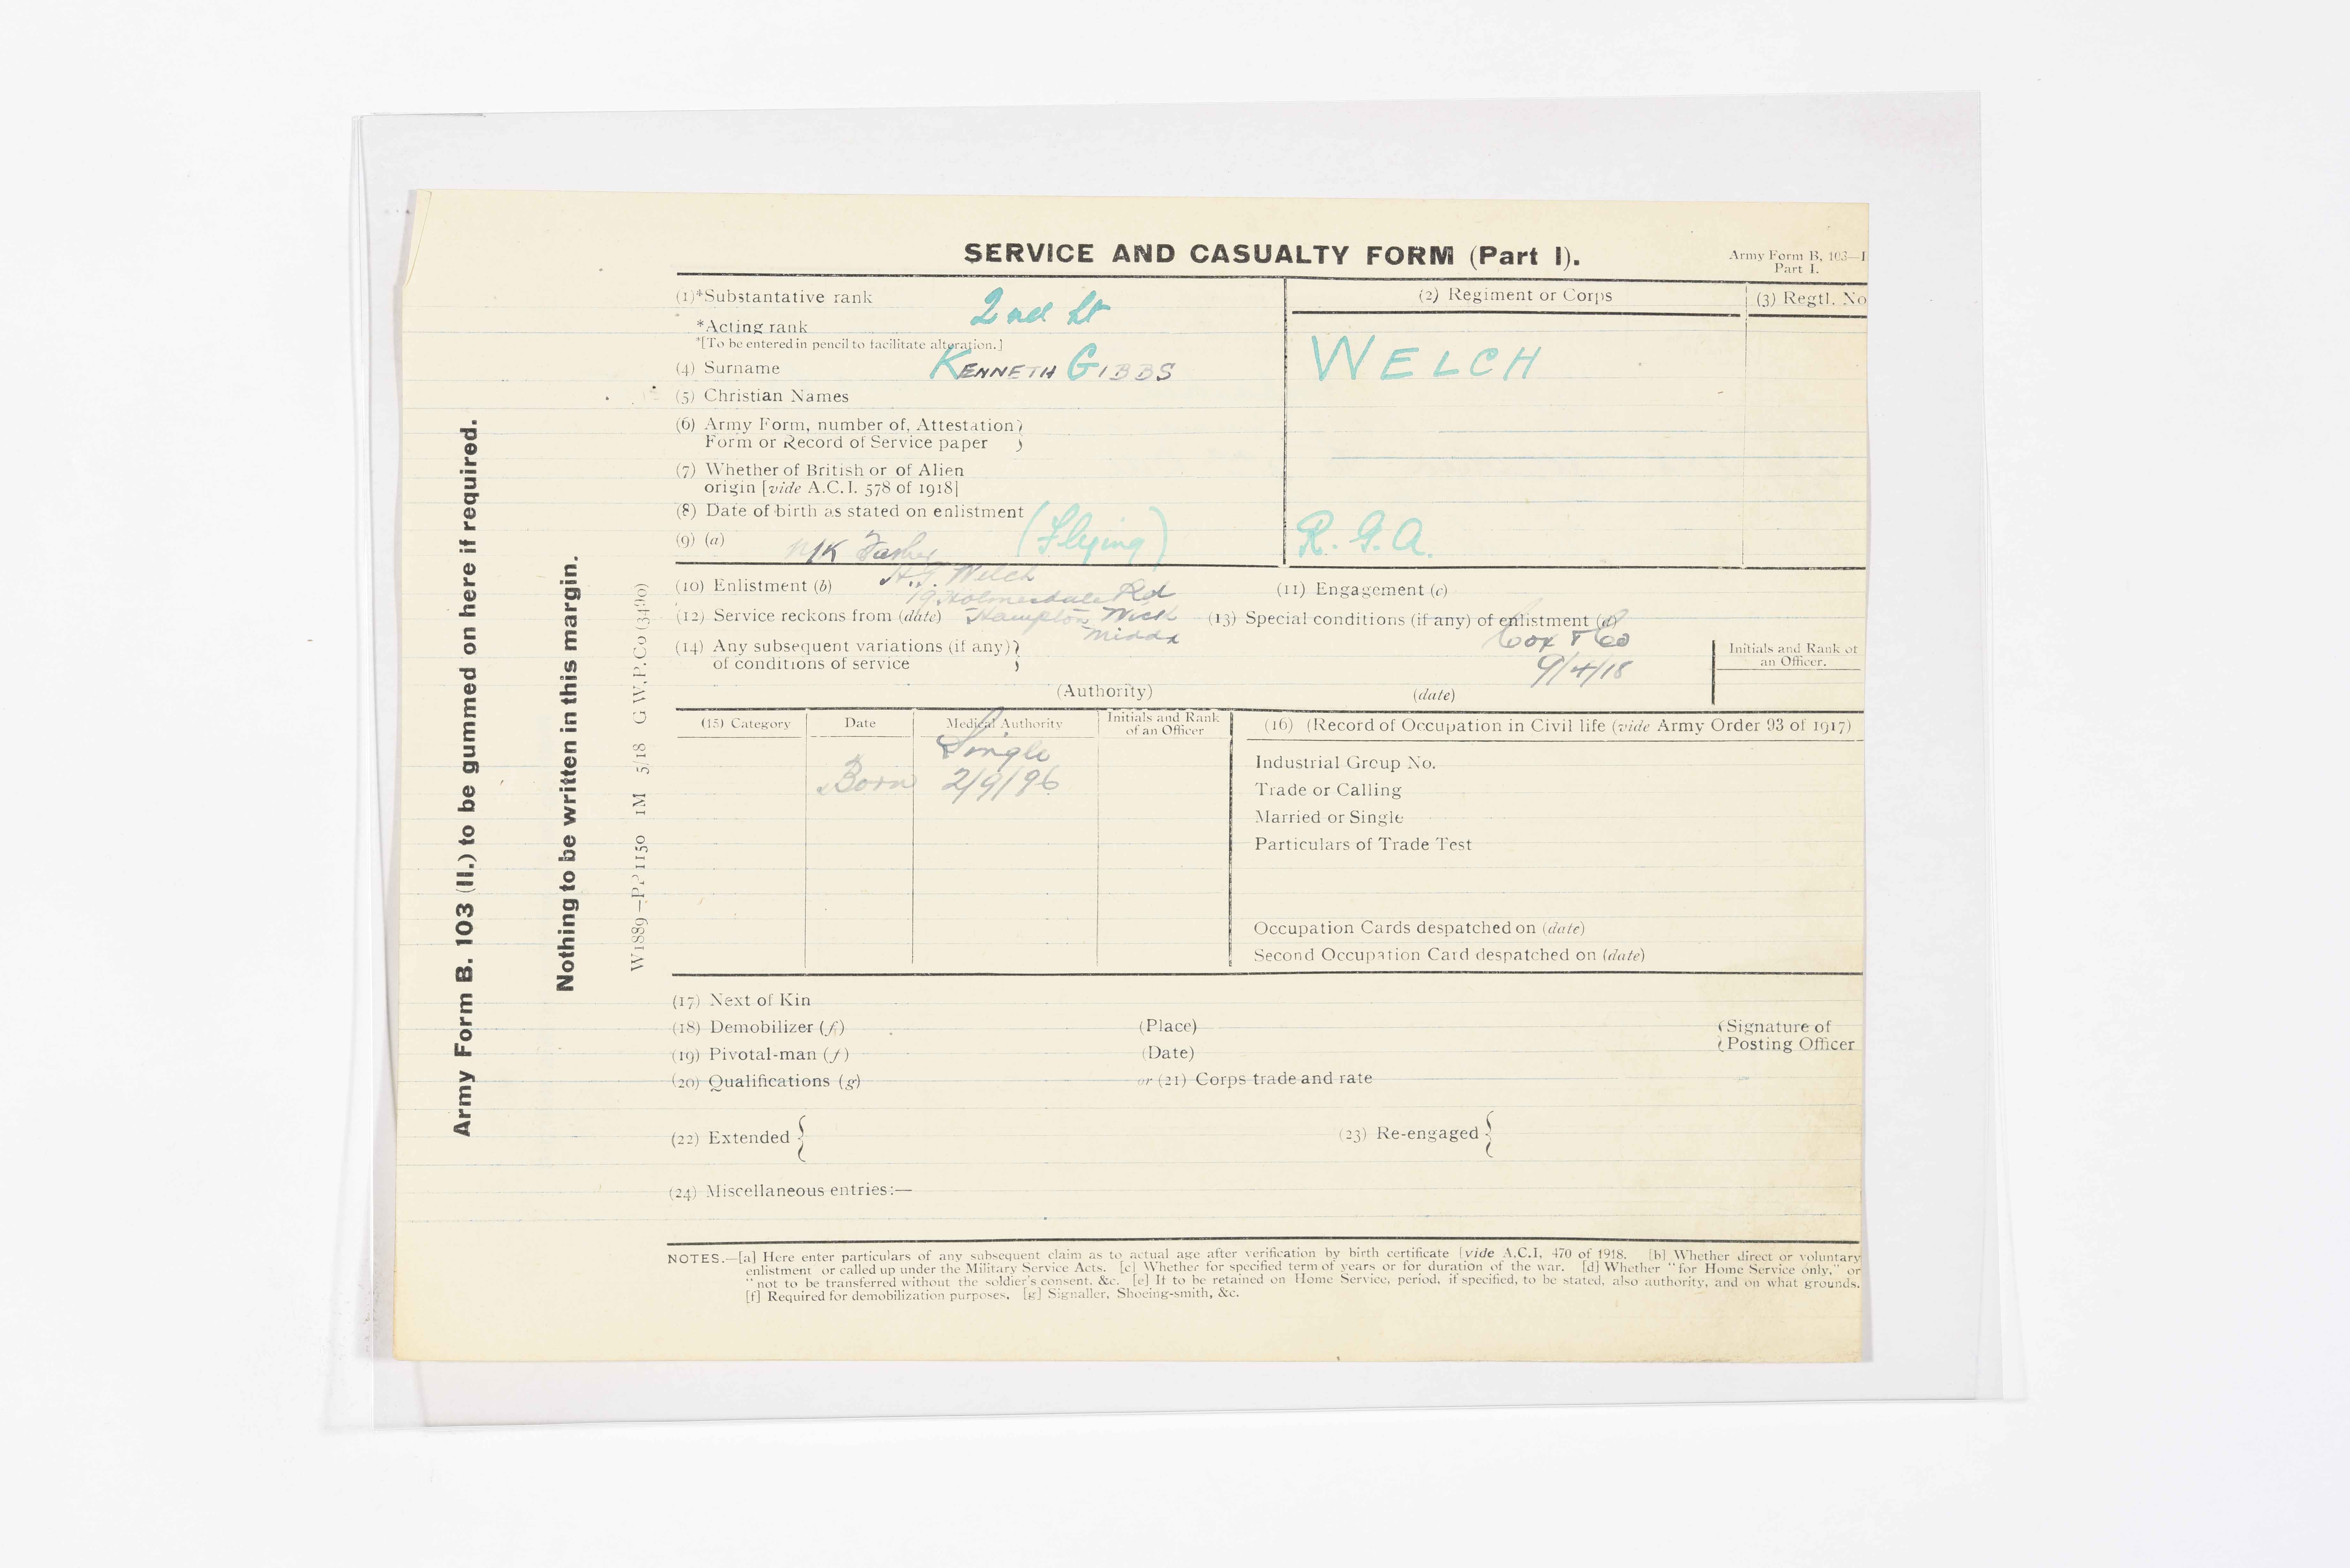 SERVICE AND CASUALTY FORM (Part I).
Army Form B. 103—I
Part I.
(1)*Substantative rank
2nd Lt
*Acting rank
*[To be entered in pencil to facilitate alteration.]
(2) Regiment or Corps
(3) Regtl. No
(4) Surname
KENNETH GIBBS
WELCH
(5) Christian Names
(6) Army Form, number of, Attestation }
Form or Record of Service paper }
(7) Whether of British or of Alien
origin [vide A.C.I. 578 of 1918]
(8) Date of birth as stated on enlistment
(Flying)
R. G. A.
(9) (a)
N/K Father
H.G. Welch
(10) Enlistment (b)
19 Holmesdale Rd
(11) Engagement (c)
(12) Service reckons from (date)
Hampton Wick
Middx
(13) Special conditions (if any) of enlistment (d)
Cox & Co
9/4/18
(14) Any subsequent variations (if any) }
of conditions of service }
Initials and Rank of
an Officer.
(Authority)
(date)
(15) Category
Date
Medical Authority
Initials and Rank
of an Officer
Single
Born 2/9/96
(16) (Record of Occupation in Civil life (vide Army Order 93 of 1917)
Industrial Group No.
Trade or Calling
Married or Single
Particulars of Trade Test
Occupation Cards despatched on (date)
Second Occupation Card despatched on (date)
(17) Next of Kin
(18) Demobilizer (f)
(Place)
{Signature of
{Posting Officer
(19) Pivotal-man (f)
(Date)
(20) Qualifications (g)
or (21) Corps trade and rate
(22) Extended {
(23) Re-engaged {
(24) Miscellaneous entries:—
NOTES.—[a] Here enter particulars of any subsequent claim as to actual age after verification by birth certificate [vide A.C.I. 470 of 1918. [b] Whether direct or voluntary
enlistment or called up under the Military Service Acts. [c] Whether for specified term of years or for duration of the war. [d] Whether "for Home Service only," or
"not to be transferred without the soldier's consent, &c. [e] If to be retained on Home Service, period, if specified, to be stated, also authority, and on what grounds.
[f] Required for demobilization purposes. [g] Signaller, Shoeing-smith, &c.
Army Form B. 103 (II.) to be gummed on here if required.
Nothing to be written in this margin.
W1889—PP1150 1M 5/18 G.W.P.Co (3490)